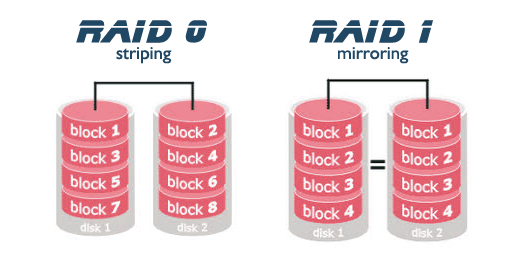 RAID 0
striping
block 1
block 3
block 5
block 7
disk 1
block 2
block 4
block 6
block 8
disk 2
RAID 1
mirroring
block 1
block 2
block 3
block 4
disk 1
=
block 1
block 2
block 3
block 4
disk 2